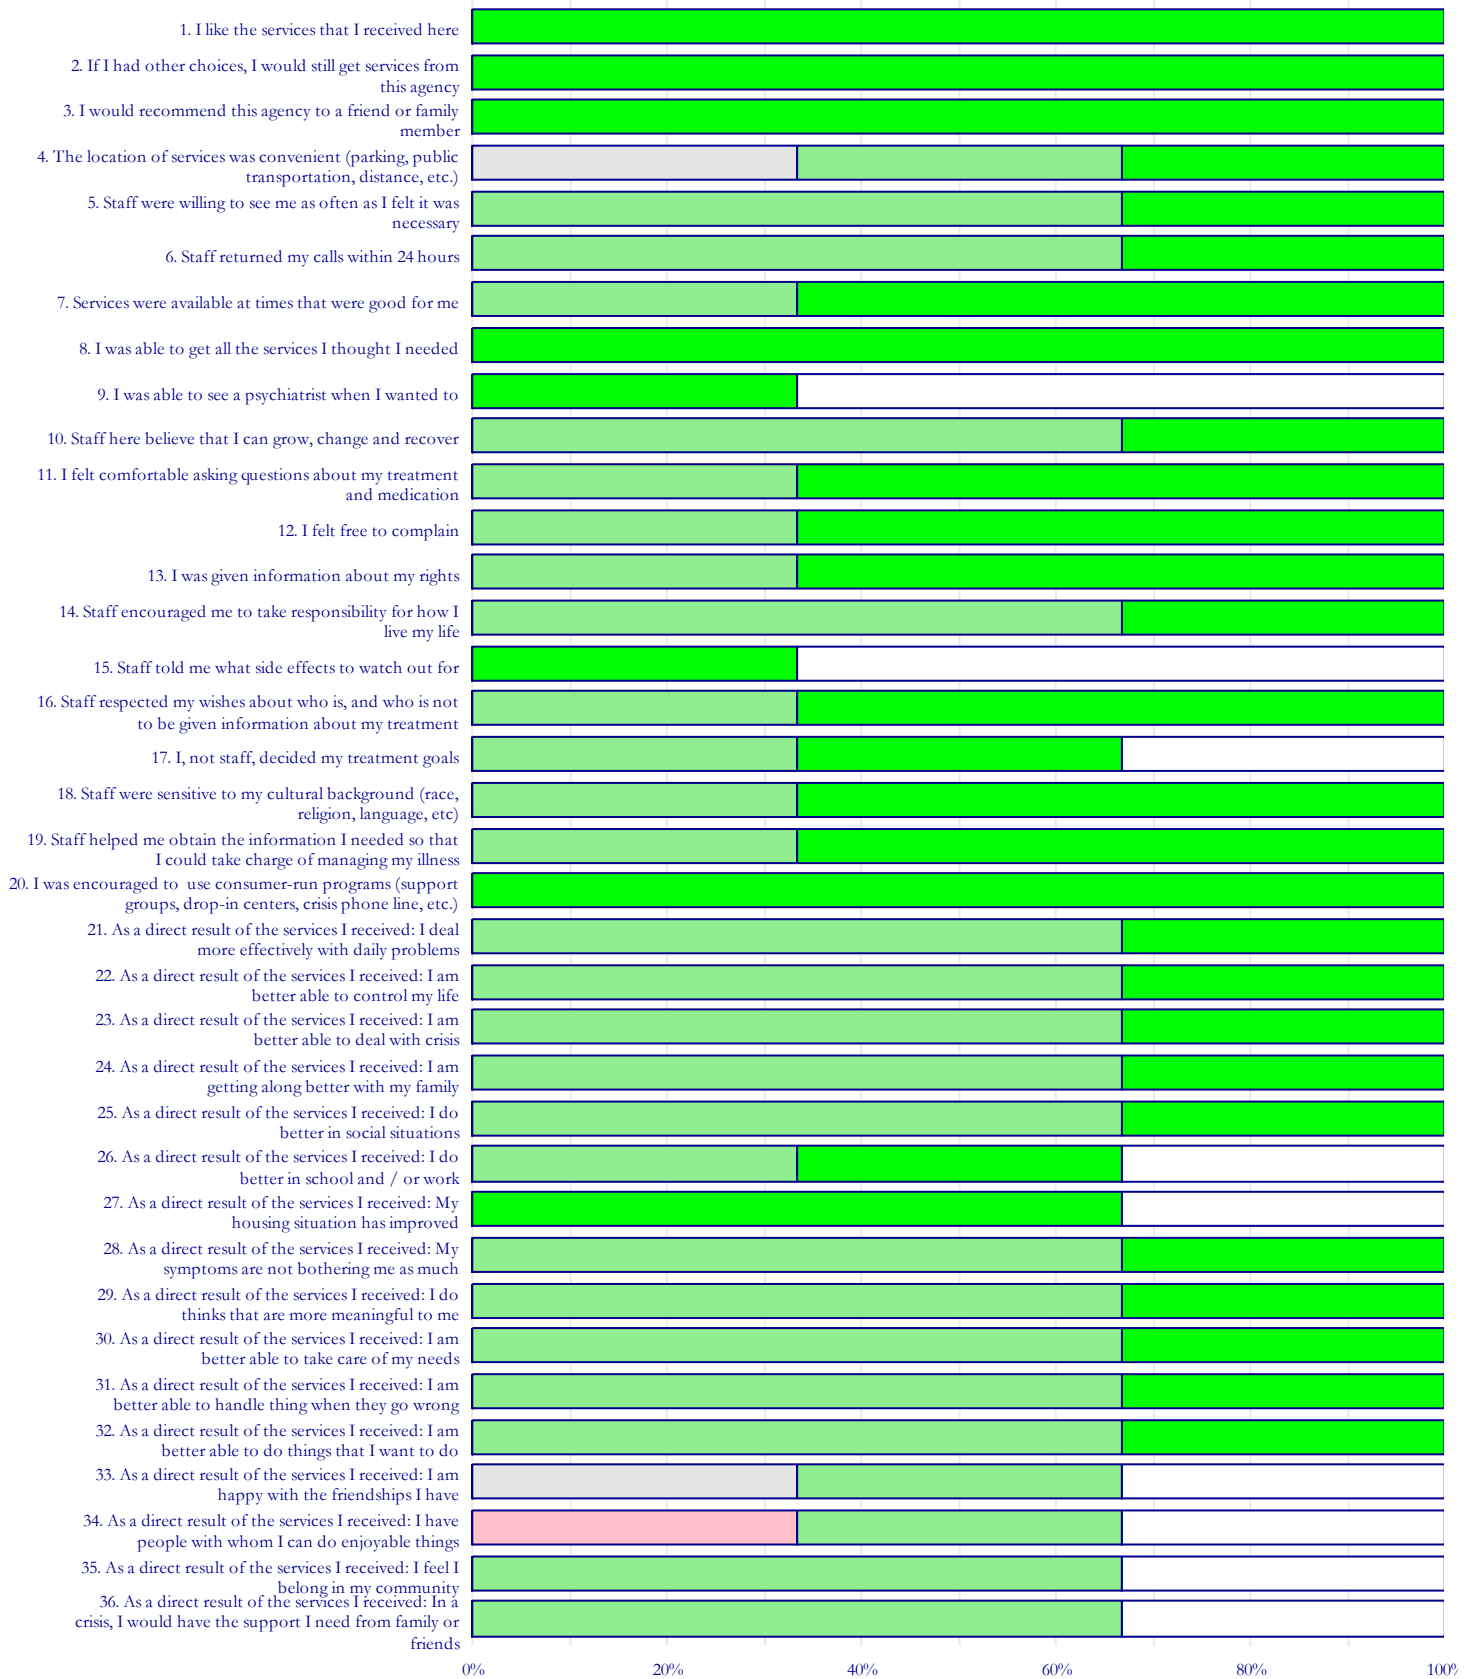 1. I like the services that I received here
2. If I had other choices, I would still get services from
this agency
3. I would recommend this agency to a friend or family
member
4. The location of services was convenient (parking, public
transportation, distance, etc.)
5. Staff were willing to see me as often as I felt it was
necessary
6. Staff returned my calls within 24 hours
7. Services were available at times that were good for me
8. I was able to get all the services I thought I needed
9. I was able to see a psychiatrist when I wanted to
10. Staff here believe that I can grow, change and recover
11. I felt comfortable asking questions about my treatment
and medication
12. I felt free to complain
13. I was given information about my rights
14. Staff encouraged me to take responsibility for how I
live my life
15. Staff told me what side effects to watch out for
16. Staff respected my wishes about who is, and who is not
to be given information about my treatment
17. I, not staff, decided my treatment goals
18. Staff were sensitive to my cultural background (race,
religion, language, etc)
19. Staff helped me obtain the information I needed so that
I could take charge of managing my illness
20. I was encouraged to  use consumer-run programs (support
groups, drop-in centers, crisis phone line, etc.)
21. As a direct result of the services I received: I deal
more effectively with daily problems
22. As a direct result of the services I received: I am
better able to control my life
23. As a direct result of the services I received: I am
better able to deal with crisis
24. As a direct result of the services I received: I am
getting along better with my family
25. As a direct result of the services I received: I do
better in social situations
26. As a direct result of the services I received: I do
better in school and / or work
27. As a direct result of the services I received: My
housing situation has improved
28. As a direct result of the services I received: My
symptoms are not bothering me as much
29. As a direct result of the services I received: I do
thinks that are more meaningful to me
30. As a direct result of the services I received: I am
better able to take care of my needs
31. As a direct result of the services I received: I am
better able to handle thing when they go wrong
32. As a direct result of the services I received: I am
better able to do things that I want to do
33. As a direct result of the services I received: I am
happy with the friendships I have
34. As a direct result of the services I received: I have
people with whom I can do enjoyable things
35. As a direct result of the services I received: I feel I
belong in my community
36. As a direct result of the services I received: In a
crisis, I would have the support I need from family or
friends
0% 20% 40% 60% 80% 100%